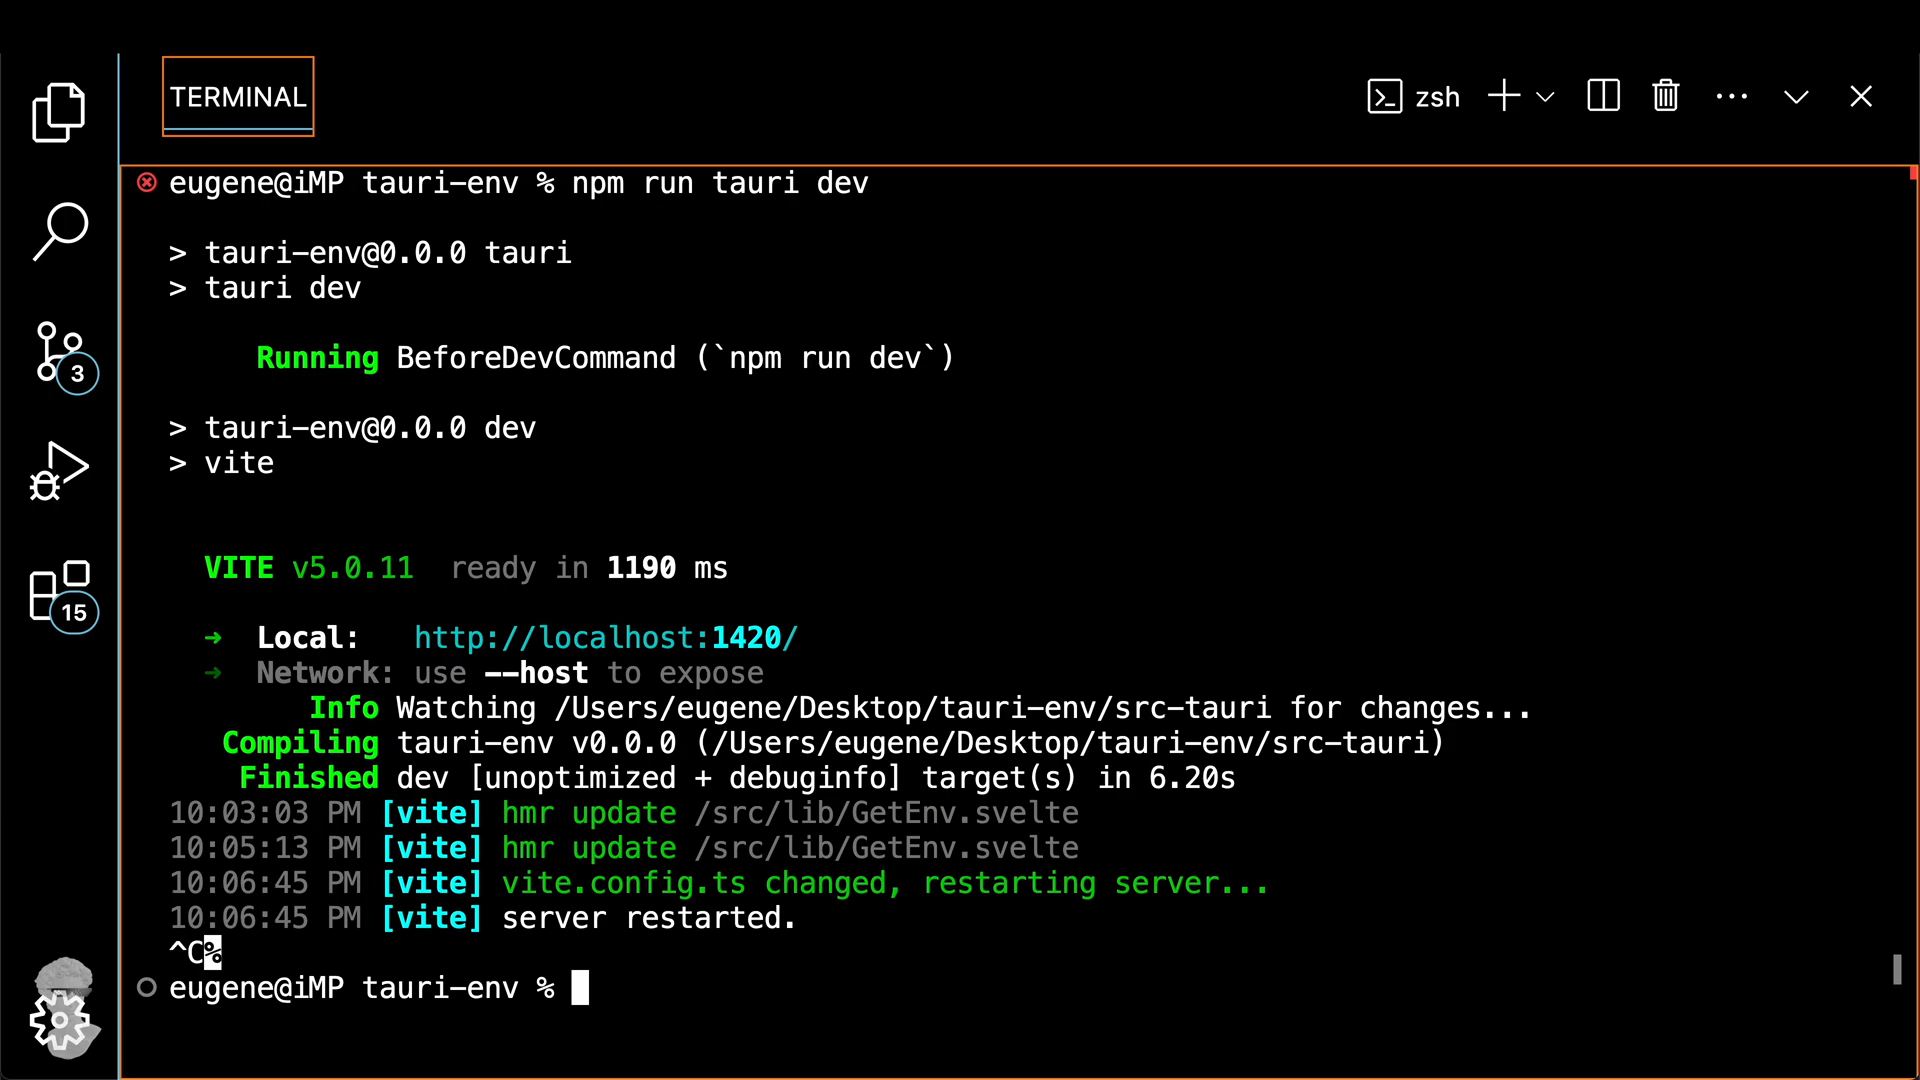 TERMINAL
zsh
eugene@iMP tauri-env % npm run tauri dev
> tauri-env@0.0.0 tauri
> tauri dev
Running BeforeDevCommand (`npm run dev`)
> tauri-env@0.0.0 dev
> vite
VITE v5.0.11 ready in 1190 ms
➜ Local: http://localhost:1420/
➜ Network: use --host to expose
Info Watching /Users/eugene/Desktop/tauri-env/src-tauri for changes...
Compiling tauri-env v0.0.0 (/Users/eugene/Desktop/tauri-env/src-tauri)
Finished dev [unoptimized + debuginfo] target(s) in 6.20s
10:03:03 PM [vite] hmr update /src/lib/GetEnv.svelte
10:05:13 PM [vite] hmr update /src/lib/GetEnv.svelte
10:06:45 PM [vite] vite.config.ts changed, restarting server...
10:06:45 PM [vite] server restarted.
^C%
eugene@iMP tauri-env %
3
15